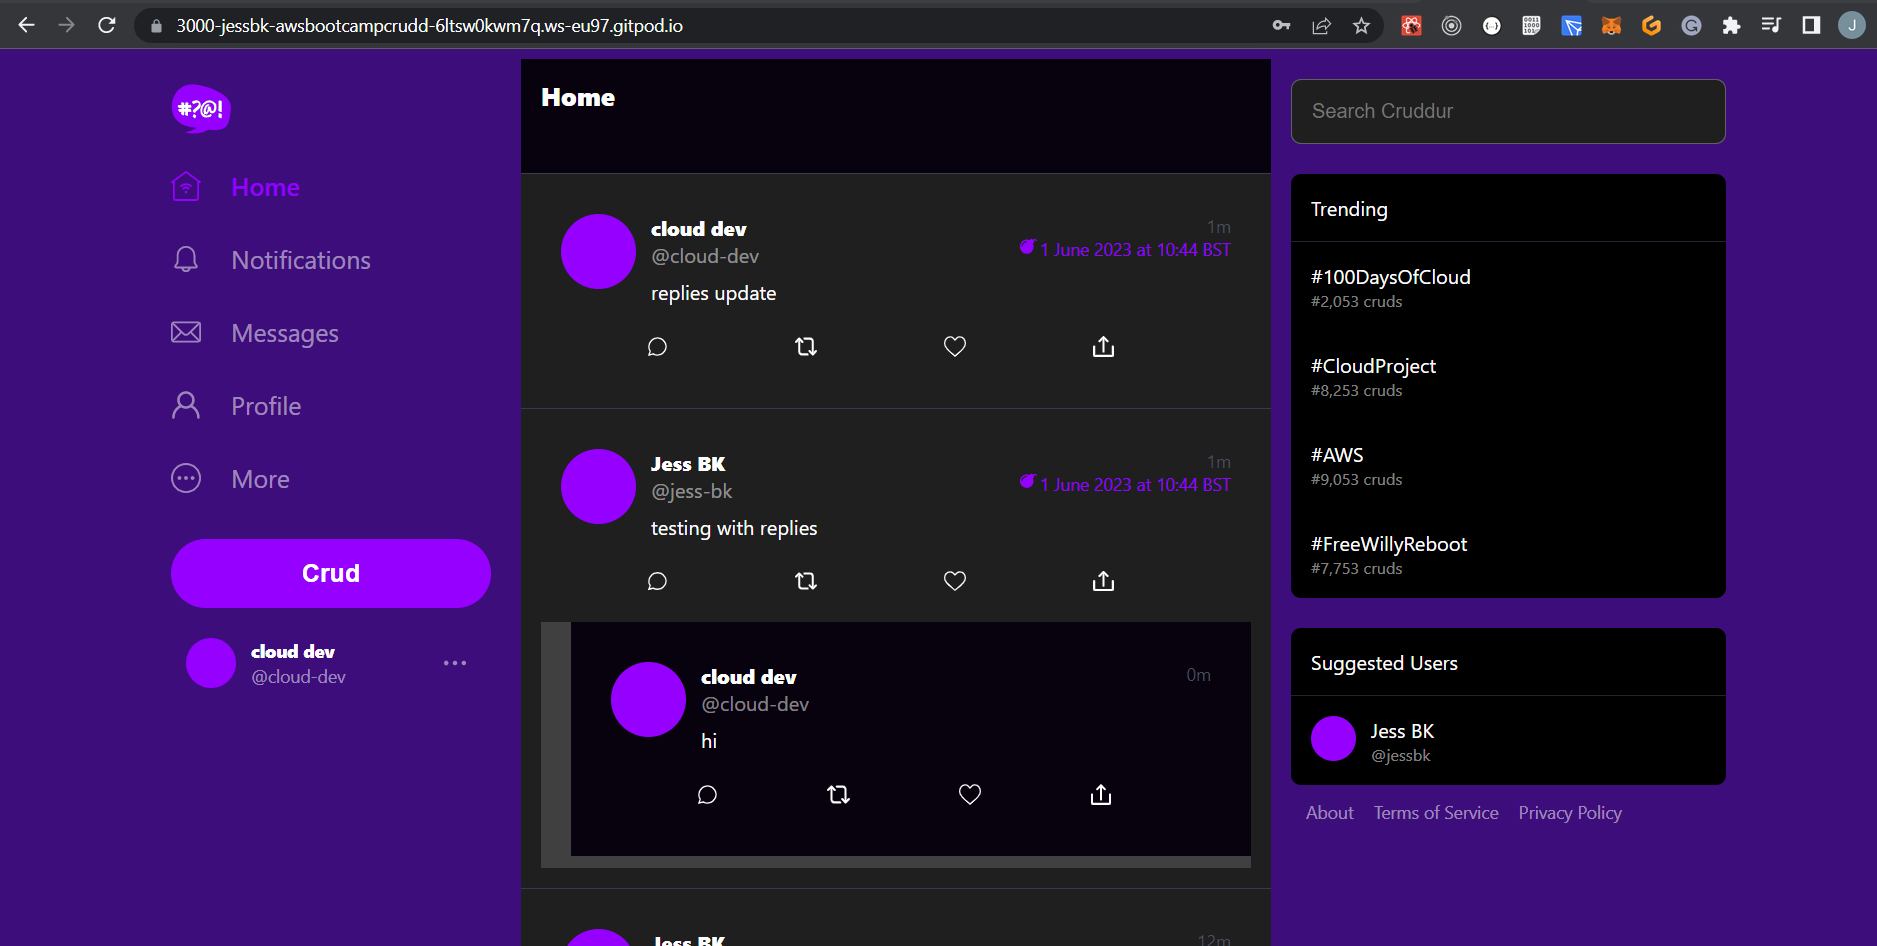 3000-jessbk-awsbootcampcrudd-6ltsw0kwm7q.ws-eu97.gitpod.io
J
#?@!
Home
Notifications
Messages
Profile
More
Crud
cloud dev
@cloud-dev
Home
cloud dev
1m
@cloud-dev
1 June 2023 at 10:44 BST
replies update
Jess BK
1m
@jess-bk
1 June 2023 at 10:44 BST
testing with replies
cloud dev
0m
@cloud-dev
hi
Jess BK
12m
Search Cruddur
Trending
#100DaysOfCloud
#2,053 cruds
#CloudProject
#8,253 cruds
#AWS
#9,053 cruds
#FreeWillyReboot
#7,753 cruds
Suggested Users
Jess BK
@jessbk
About Terms of Service Privacy Policy